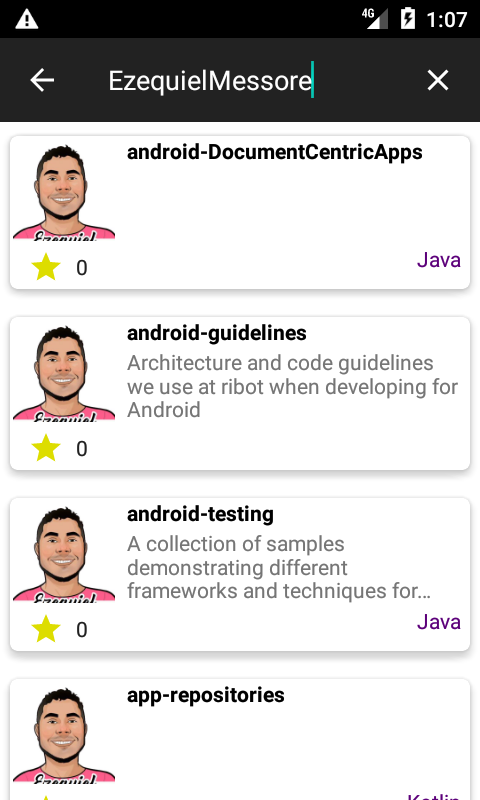 4G 1:07
EzequielMessore
android-DocumentCentricApps
Ezequiel
0
Java
android-guidelines
Architecture and code guidelines
we use at ribot when developing for
Android
Ezequiel
0
android-testing
A collection of samples
demonstrating different
frameworks and techniques for…
Ezequiel
0
Java
app-repositories
Ezequiel
Kotlin